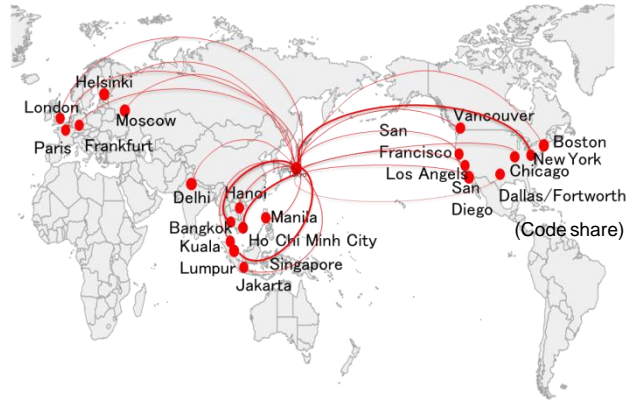 Helsinki
London
Moscow
Paris
Frankfurt
Delhi
Hanoi
Manila
Bangkok
Ho Chi Minh City
Kuala
Lumpur
Singapore
Jakarta
Vancouver
San
Francisco
Boston
New York
Chicago
Los Angels
San
Diego
Dallas/Fortworth
(Code share)